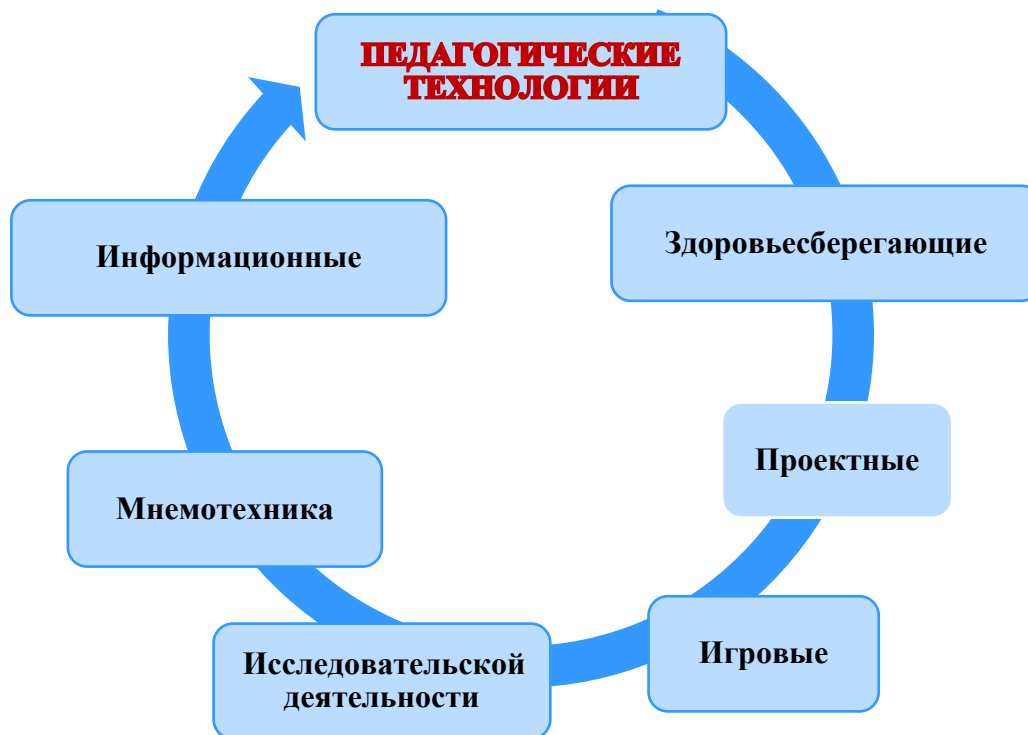 ПЕДАГОГИЧЕСКИЕ
ТЕХНОЛОГИИ
Здоровьесберегающие
Проектные
Игровые
Исследовательской
деятельности
Мнемотехника
Информационные